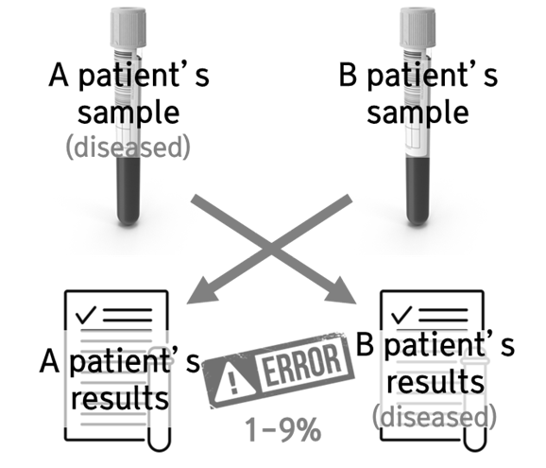 A patient’s
sample
(diseased)
B patient’s
sample
A patient’s
results
ERROR
1-9%
B patient’s
results
(diseased)